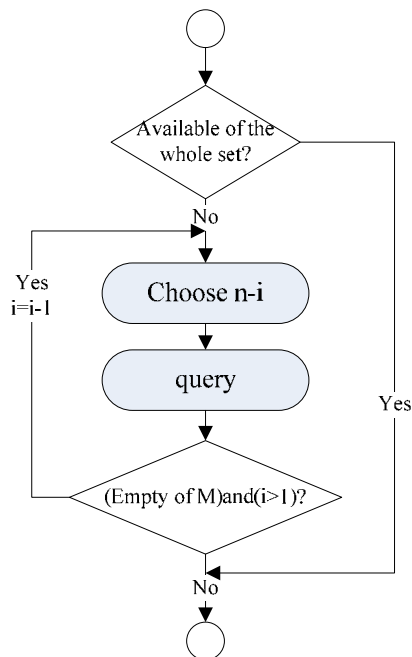 Available of the
whole set?
No
Yes
i=i-1
Choose n-i
query
Yes
(Empty of M)and(i>1)?
No